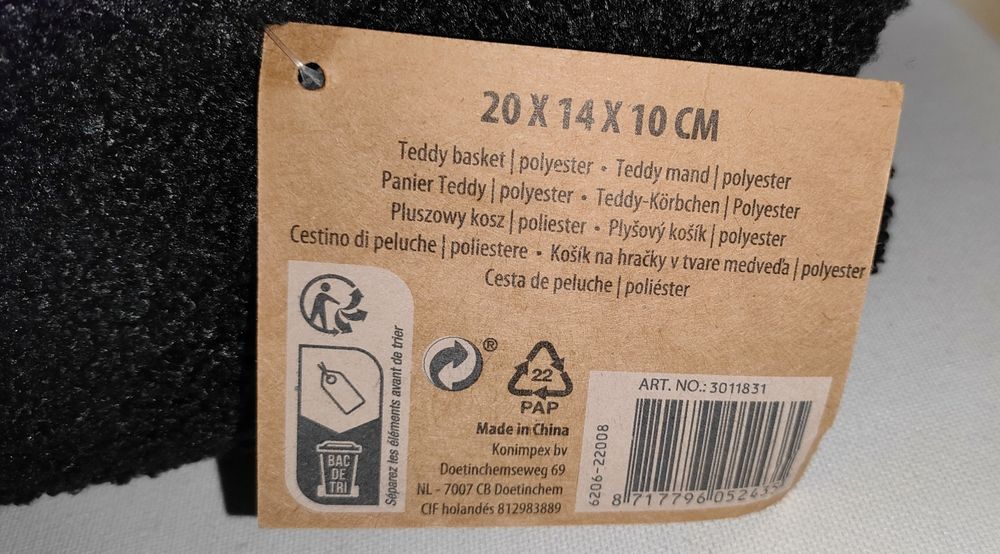 20 X 14 X 10 CM
Teddy basket | polyester • Teddy mand | polyester
Panier Teddy | polyester • Teddy-Körbchen | Polyester
Pluszowy kosz | poliester • Plyšový košík | polyester
Cestino di peluche | poliestere • Košík na hračky v tvare medveďa | polyester
Cesta de peluche | poliéster
Séparez les éléments avant de trier
BAC
DE
TRI
®
22
PAP
Made in China
Konimpex bv
Doetinchemseweg 69
NL - 7007 CB Doetinchem
CIF holandés 812983889
ART. NO.: 3011831
6206-22008
8 717796 05243